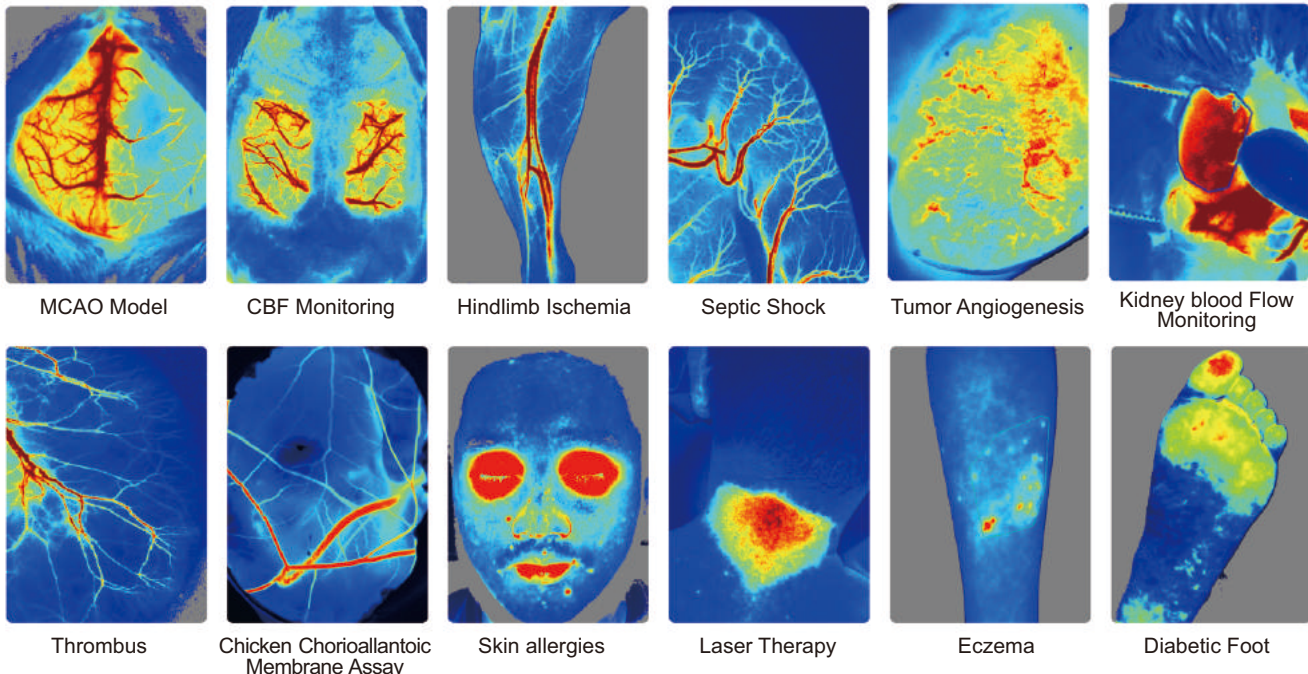 MCAO Model
CBF Monitoring
Hindlimb Ischemia
Septic Shock
Tumor Angiogenesis
Kidney blood Flow
Monitoring
Thrombus
Chicken Chorioallantoic
Membrane Assay
Skin allergies
Laser Therapy
Eczema
Diabetic Foot